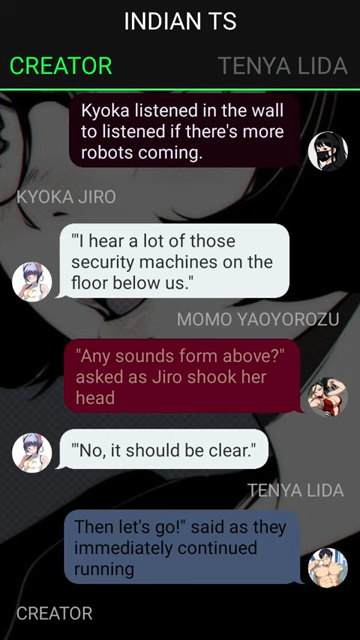 INDIAN TS
CREATOR
TENYA LIDA
Kyoka listened in the wall
to listened if there's more
robots coming.
KYOKA JIRO
'"I hear a lot of those
security machines on the
floor below us."
MOMO YAOYOROZU
"Any sounds form above?"
asked as Jiro shook her
head
'"No, it should be clear."
TENYA LIDA
Then let's go!" said as they
immediately continued
running
CREATOR